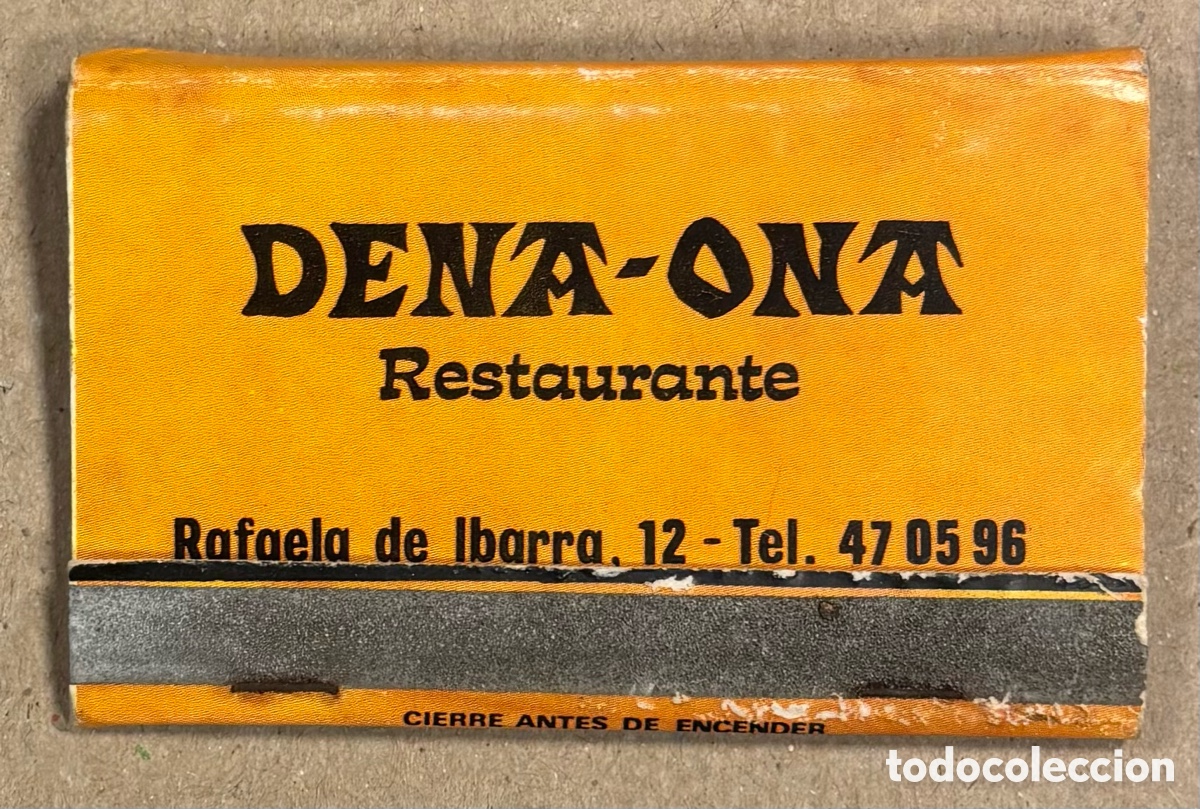 DENA-ONA
Restaurante
Rafaela de Ibarra, 12 - Tel. 47 05 96
CIERRE ANTES DE ENCENDER
todocoleccion